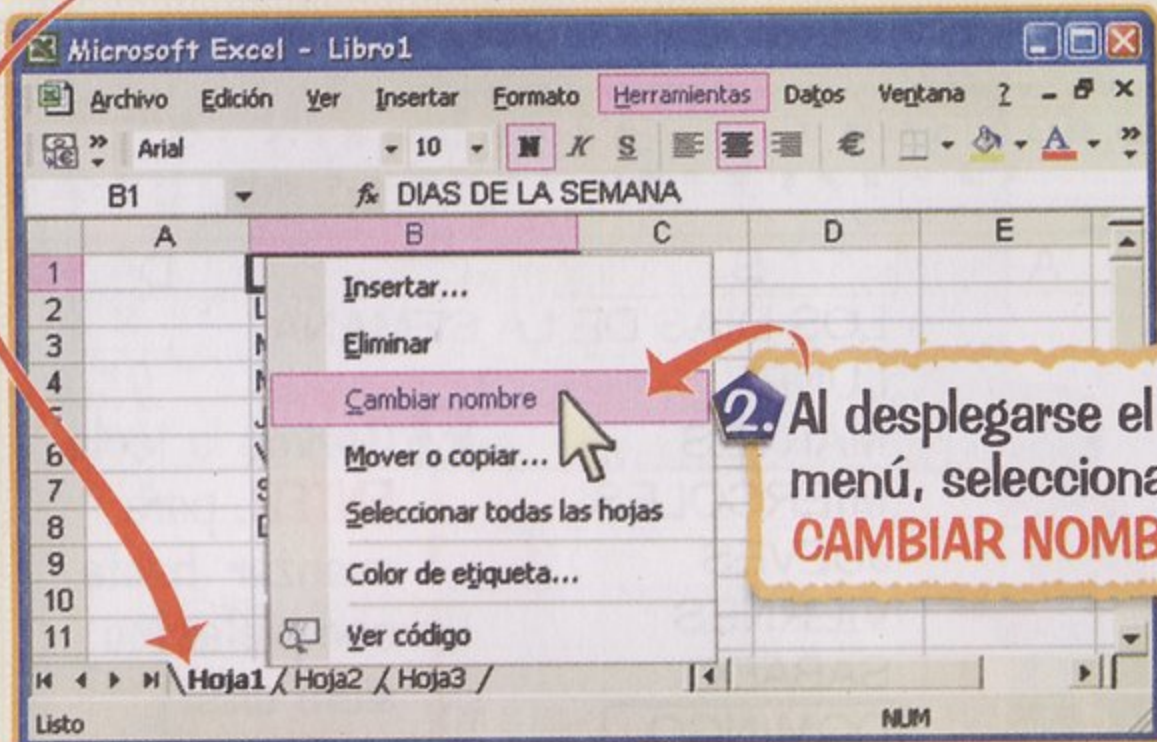 Microsoft Excel - Libro1
Archivo Edición Ver Insertar Formato Herramientas Datos Ventana ?
Arial 10 N K S €
B1 fx DIAS DE LA SEMANA
A B C D E
1
2 L
3 M
4 M
5 J
6 V
7 S
8 D
9
10
11
Insertar...
Eliminar
Cambiar nombre
Mover o copiar...
Seleccionar todas las hojas
Color de etiqueta...
Ver código
2. Al desplegarse el
menú, selecciona
CAMBIAR NOMB
Hoja1 / Hoja2 / Hoja3 /
Listo NUM